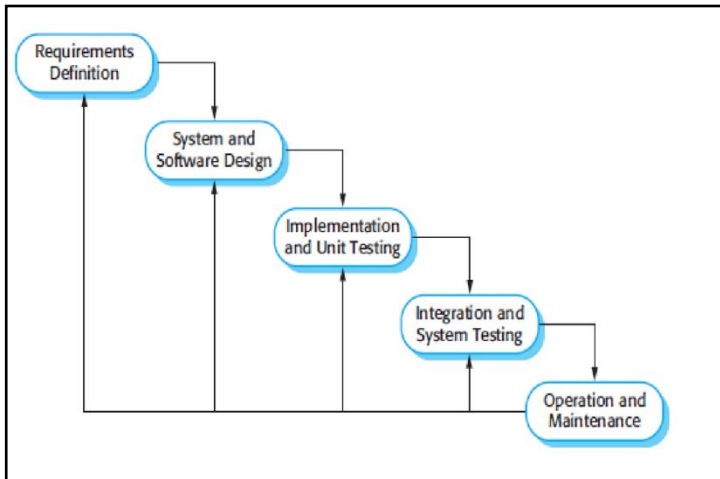 Requirements
Definition
System and
Software Design
Implementation
and Unit Testing
Integration and
System Testing
Operation and
Maintenance